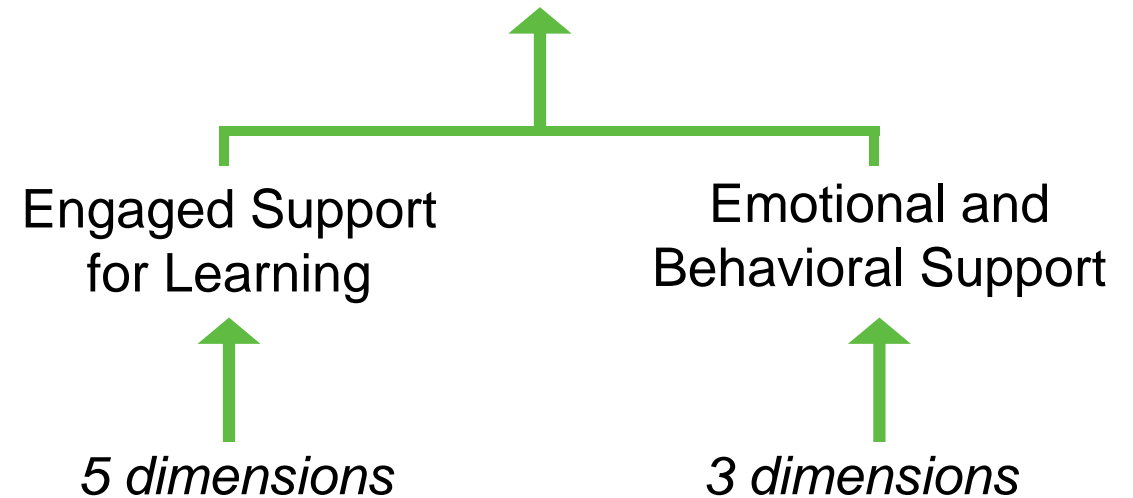 Engaged Support
for Learning
Emotional and
Behavioral Support
5 dimensions
3 dimensions